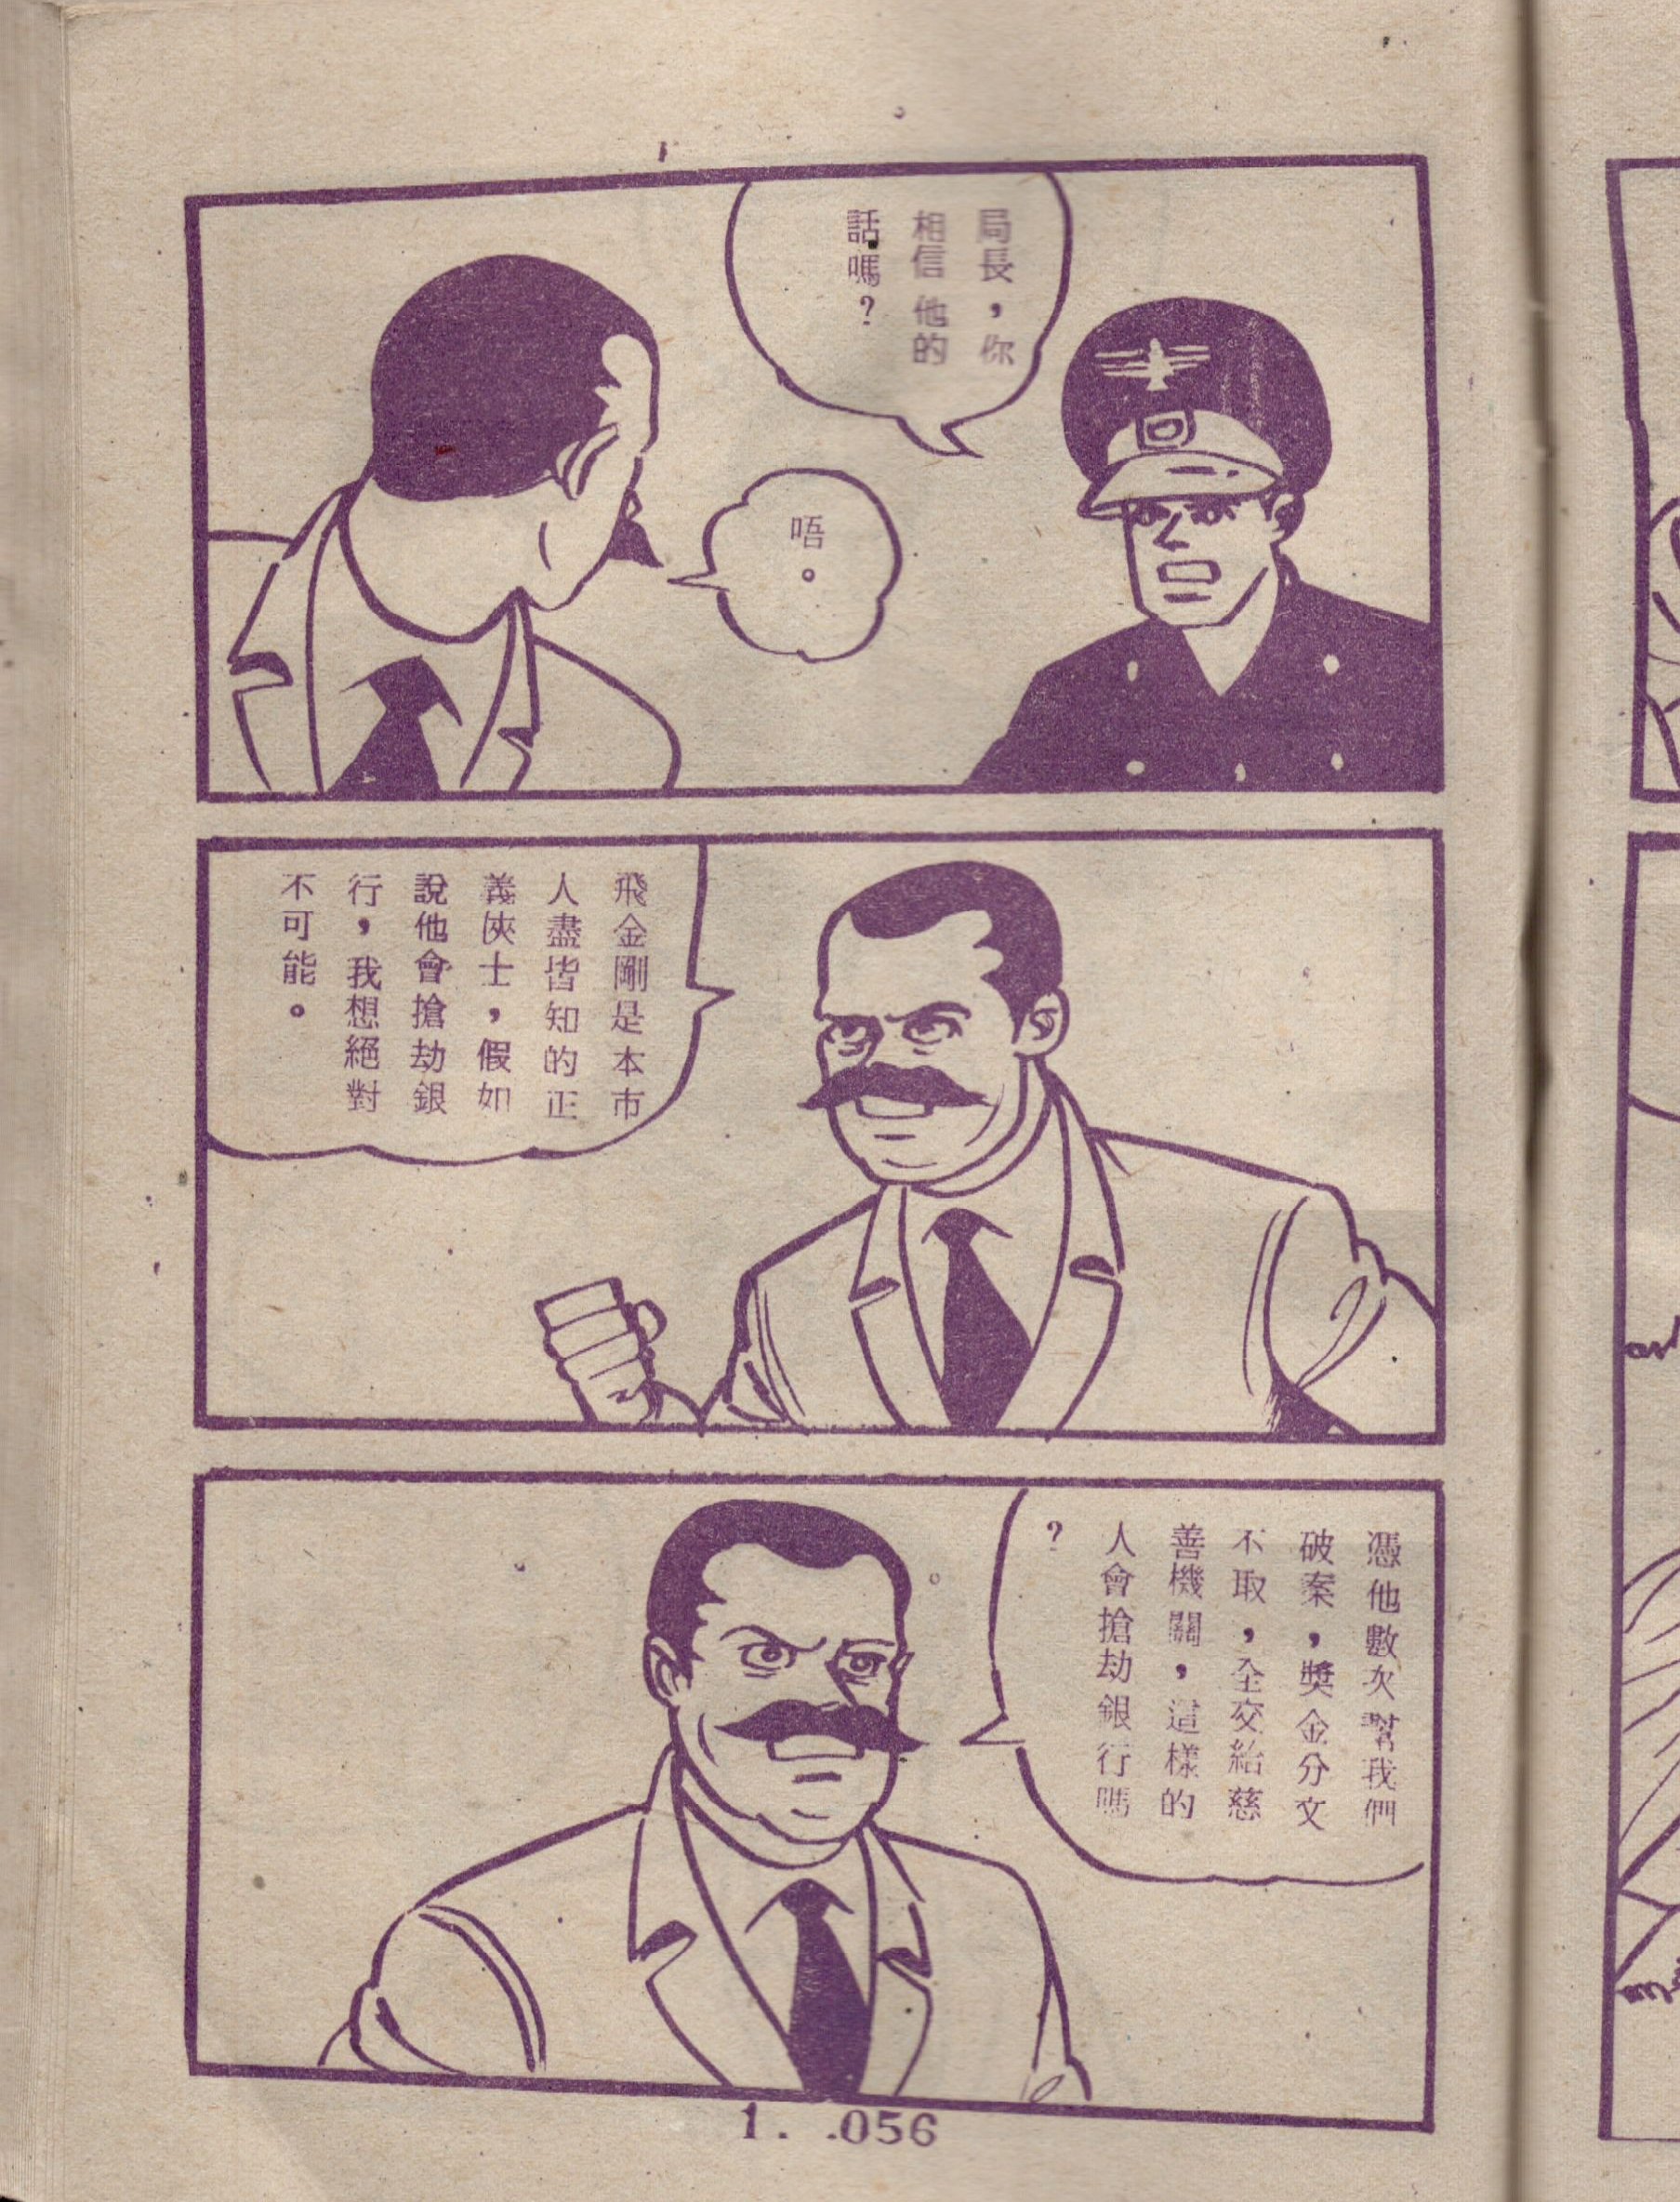 局長，你
相信他的
話嗎？
唔。
飛金剛是本市
人盡皆知的正
義俠士，假如
說他會搶劫銀
行，我想絕對
不可能。
憑他數次幫我們
破案，獎金分文
不取，全交給慈
善機關，這樣的
人會搶劫銀行嗎
？
1. .056